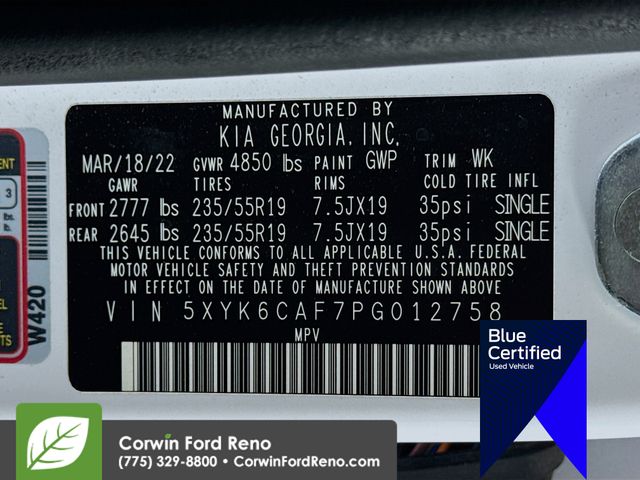 MANUFACTURED BY
KIA GEORGIA, INC.
MAR/18/22 GVWR 4850 lbs PAINT GWP TRIM WK
GAWR TIRES RIMS COLD TIRE INFL
FRONT 2777 lbs 235/55R19 7.5JX19 35psi SINGLE
REAR 2645 lbs 235/55R19 7.5JX19 35psi SINGLE
THIS VEHICLE CONFORMS TO ALL APPLICABLE U.S.A. FEDERAL
MOTOR VEHICLE SAFETY AND THEFT PREVENTION STANDARDS
IN EFFECT ON THE DATE OF MANUFACTURE SHOWN ABOVE
VIN 5XYK6CAF7PG012758
MPV
W420
3
lbs.
Blue
Certified
Used Vehicle
Corwin Ford Reno
(775) 329-8800 • CorwinFordReno.com